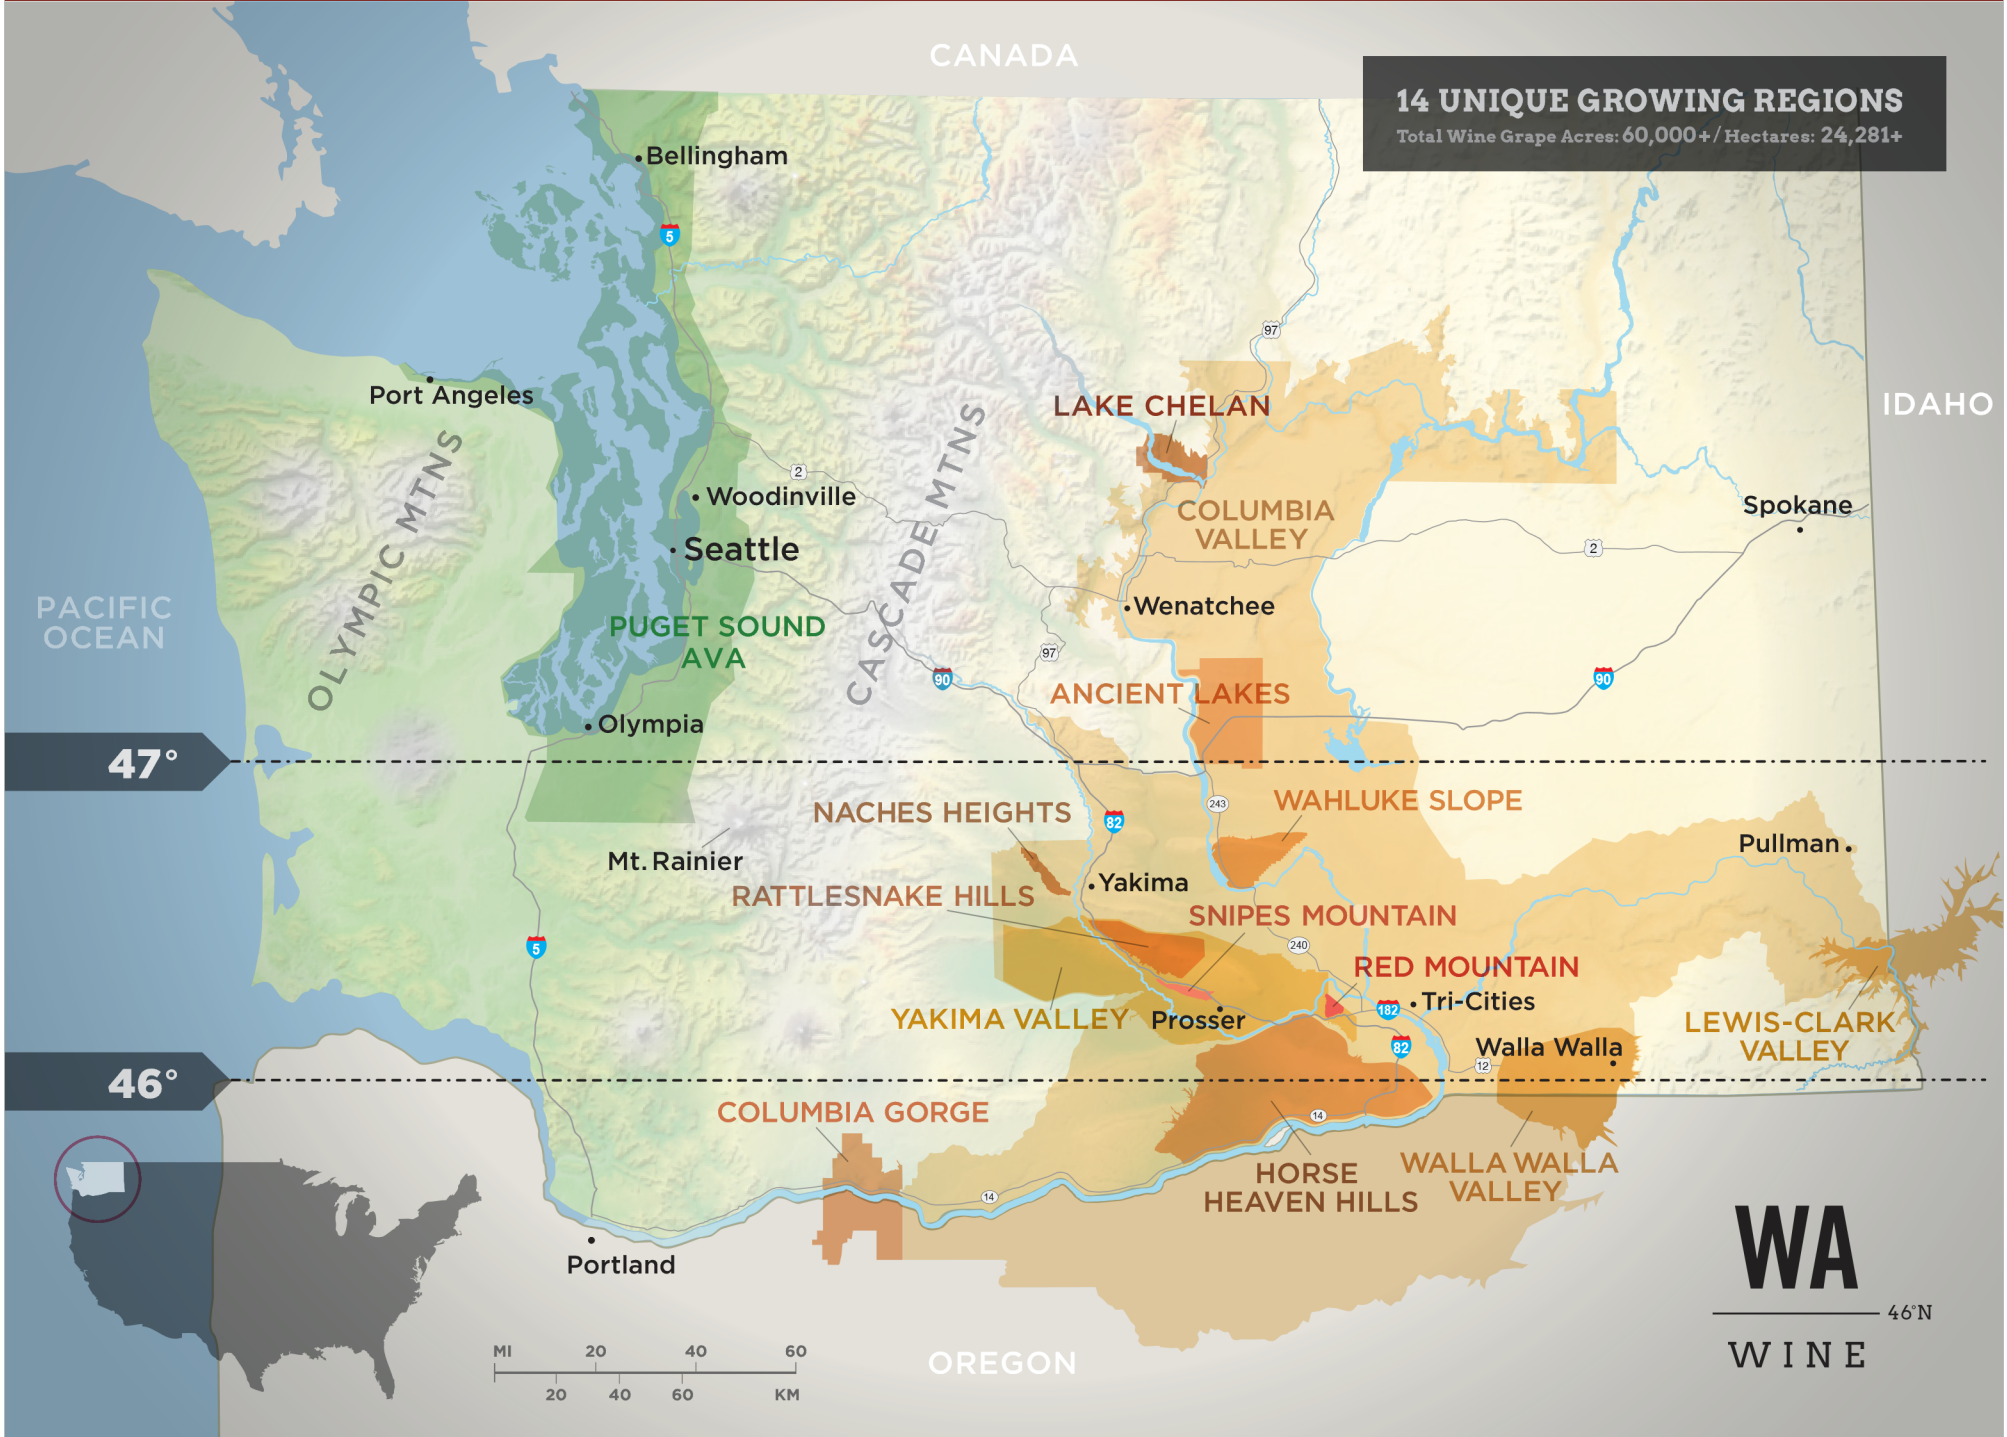 CANADA
14 UNIQUE GROWING REGIONS
Total Wine Grape Acres: 60,000+ / Hectares: 24,281+
Bellingham
5
97
Port Angeles
LAKE CHELAN
IDAHO
OLYMPIC MTNS
CASCADE MTNS
2
Woodinville
COLUMBIA
VALLEY
Spokane
Seattle
2
PACIFIC
OCEAN
Wenatchee
PUGET SOUND
AVA
97
90
90
ANCIENT LAKES
Olympia
47°
243
WAHLUKE SLOPE
NACHES HEIGHTS
82
Mt. Rainier
Pullman
Yakima
RATTLESNAKE HILLS
SNIPES MOUNTAIN
5
240
RED MOUNTAIN
182
Tri-Cities
YAKIMA VALLEY
Prosser
LEWIS-CLARK
VALLEY
82
Walla Walla
12
46°
COLUMBIA GORGE
14
HORSE
HEAVEN HILLS
WALLA WALLA
VALLEY
14
Portland
WA
46°N
WINE
MI 20 40 60
20 40 60 KM
OREGON